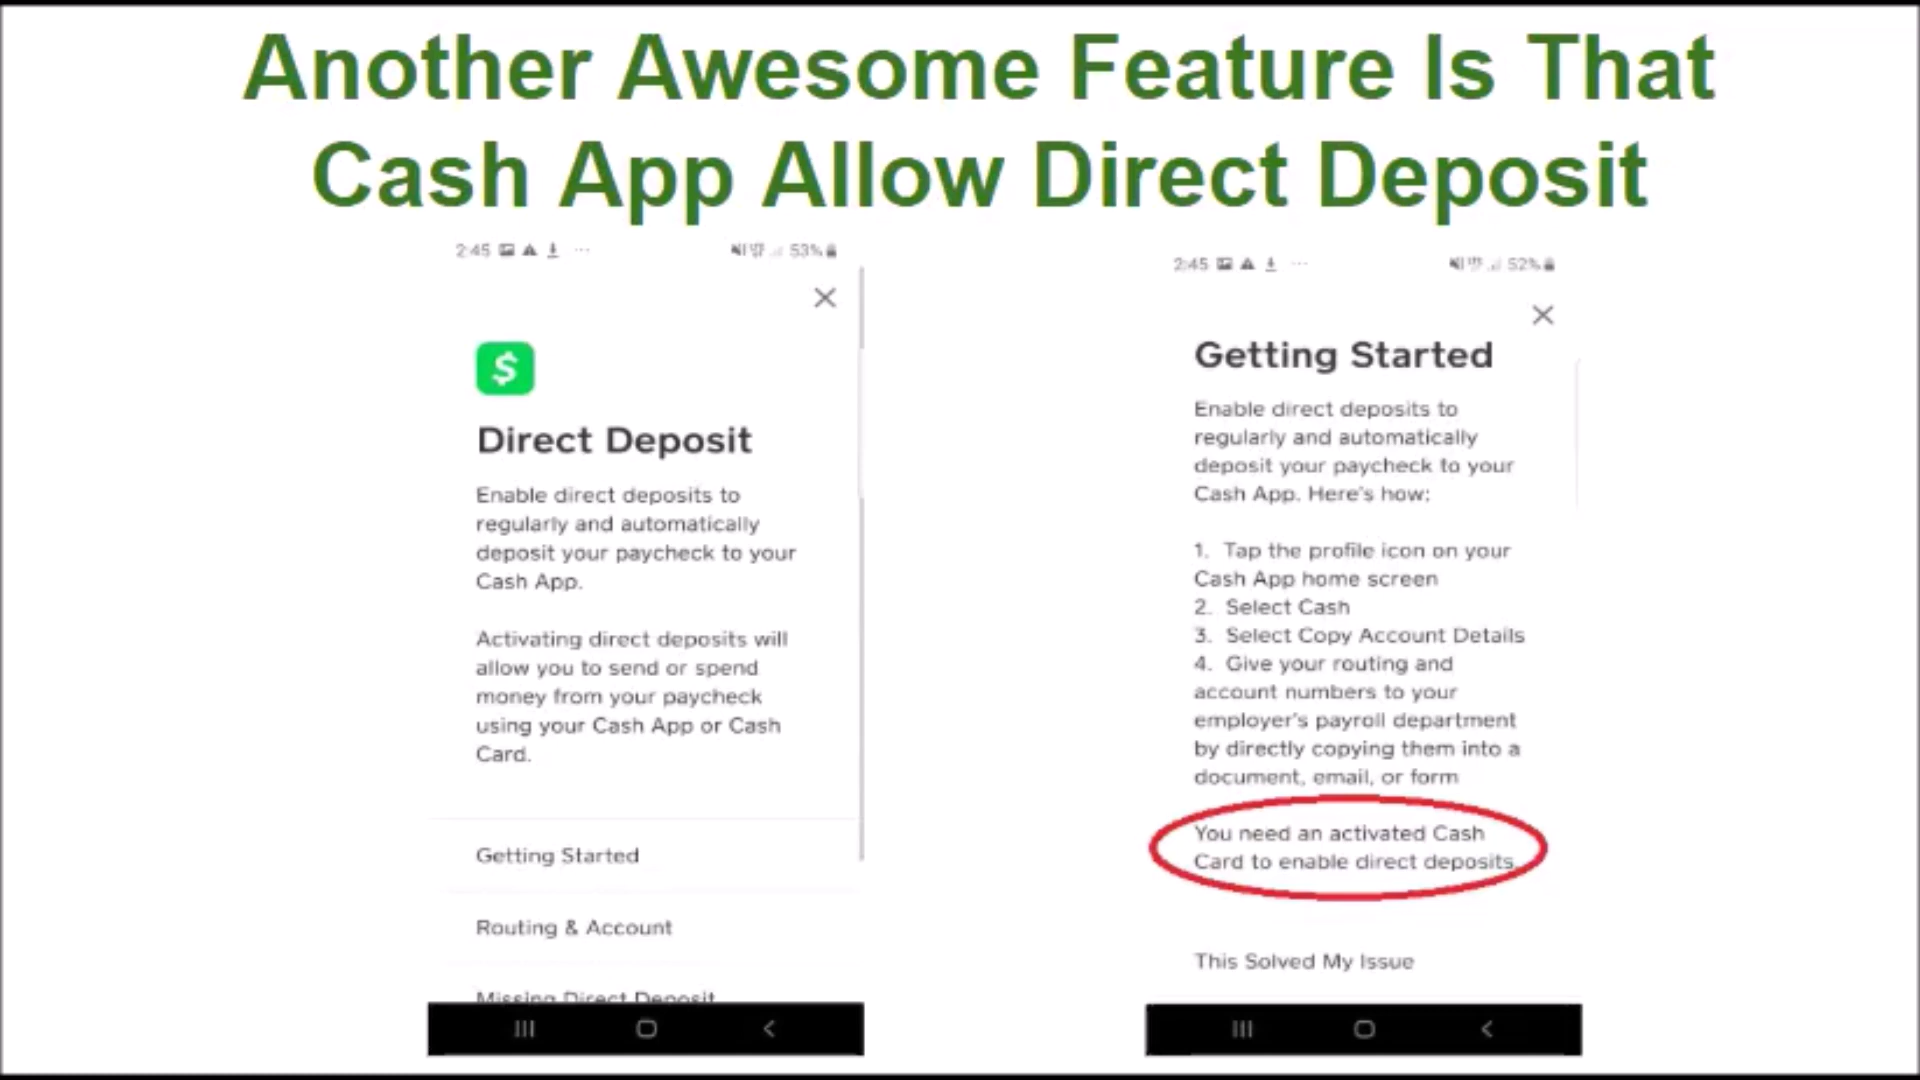 Another Awesome Feature Is That
Cash App Allow Direct Deposit
2:45
53%
Direct Deposit
Enable direct deposits to
regularly and automatically
deposit your paycheck to your
Cash App.
Activating direct deposits will
allow you to send or spend
money from your paycheck
using your Cash App or Cash
Card.
Getting Started
Routing & Account
Missing Direct Deposit
2:45
52%
Getting Started
Enable direct deposits to
regularly and automatically
deposit your paycheck to your
Cash App. Here's how:
1. Tap the profile icon on your
Cash App home screen
2. Select Cash
3. Select Copy Account Details
4. Give your routing and
account numbers to your
employer's payroll department
by directly copying them into a
document, email, or form
You need an activated Cash
Card to enable direct deposits.
This Solved My Issue